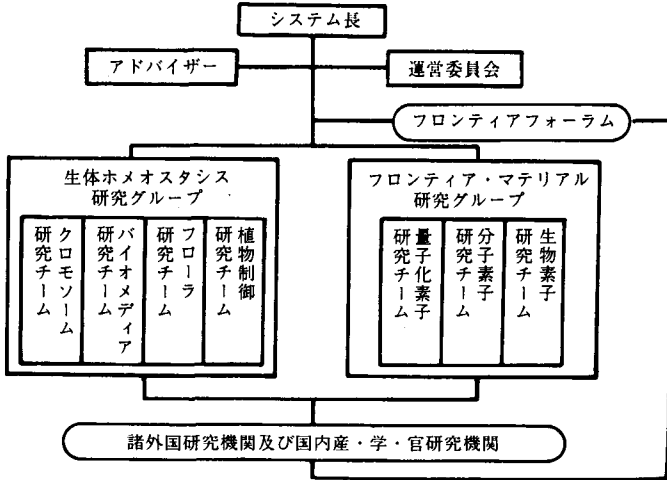 システム長
アドバイザー
運営委員会
フロンティアフォーラム
生体ホメオスタシス
研究グループ
クロモソーム
研究チーム
バイオメディア
研究チーム
フローラ
研究チーム
植物制御
研究チーム
フロンティア・マテリアル
研究グループ
量子化素子
研究チーム
分子素子
研究チーム
生物素子
研究チーム
諸外国研究機関及び国内産・学・官研究機関